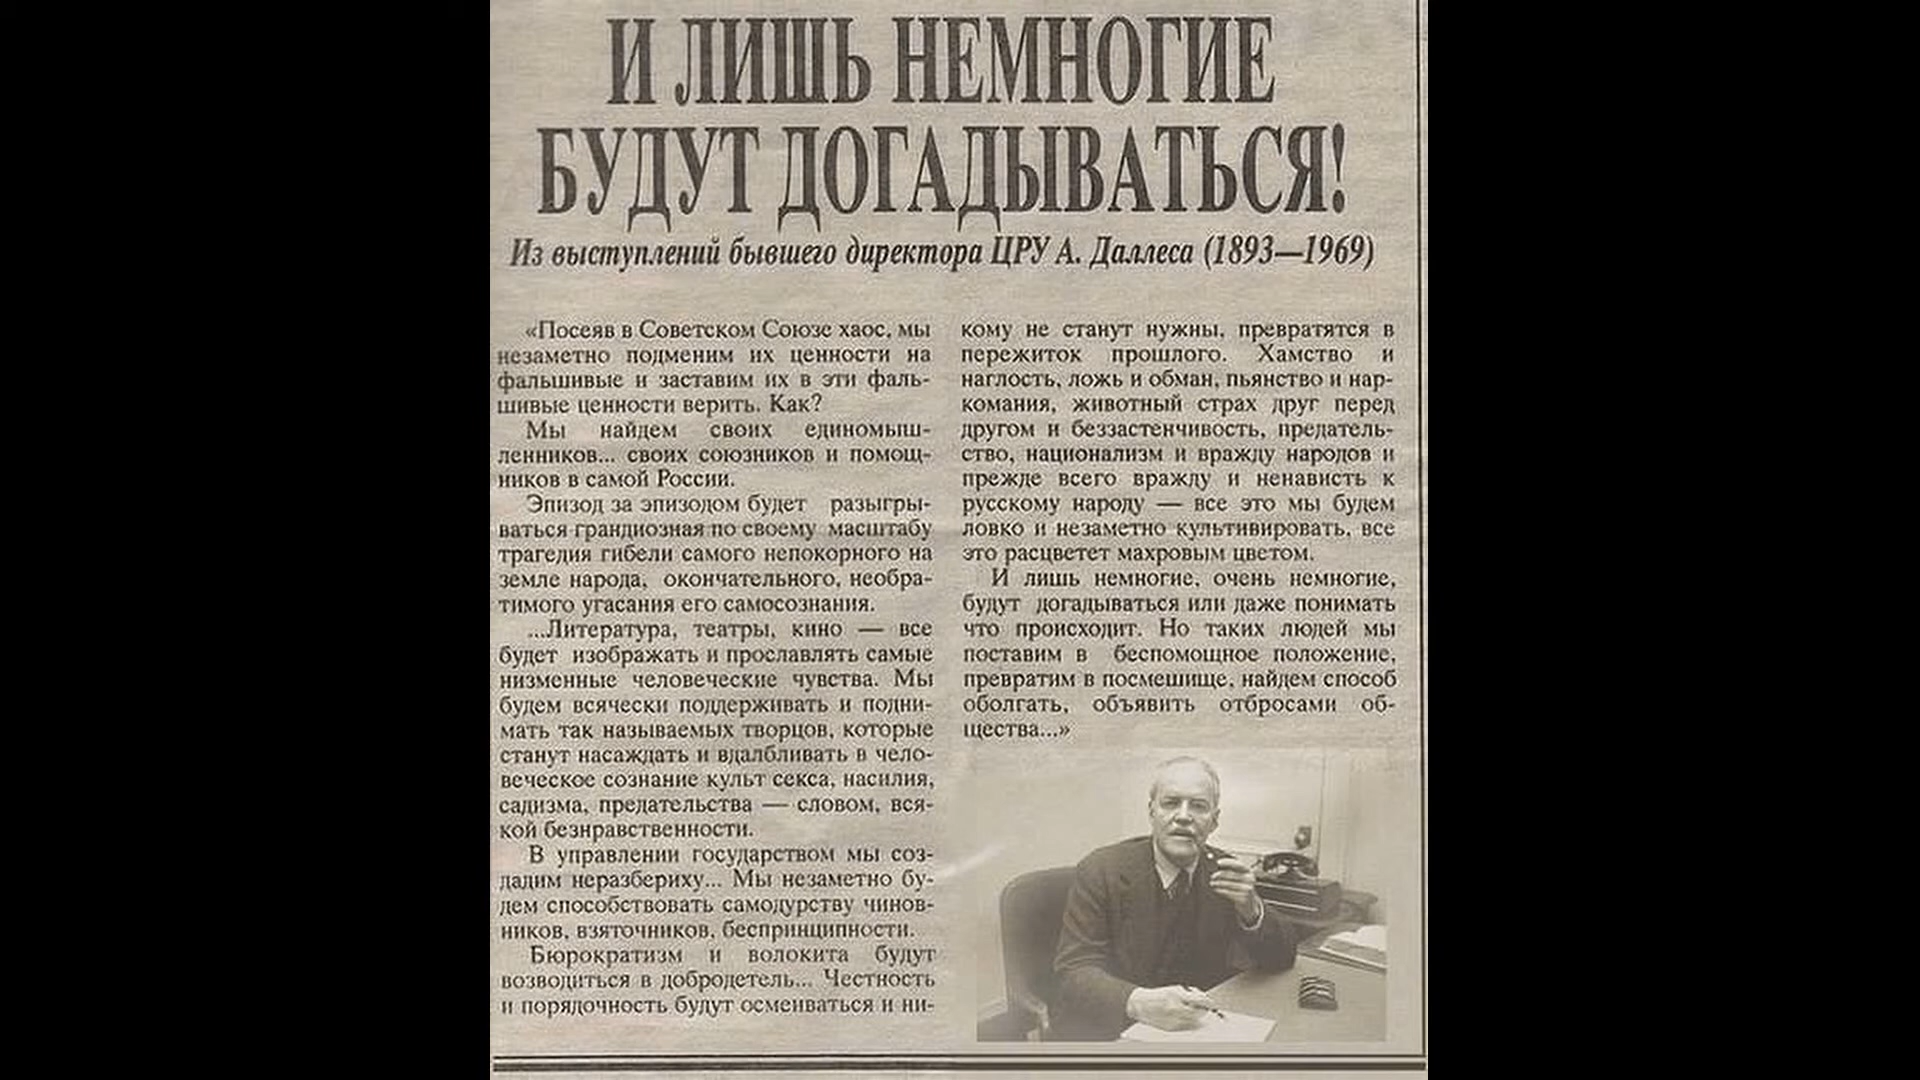 И ЛИШЬ НЕМНОГИЕ
БУДУТ ДОГАДЫВАТЬСЯ!
Из выступлений бывшего директора ЦРУ А. Даллеса (1893—1969)
«Посеяв в Советском Союзе хаос, мы
незаметно подменим их ценности на
фальшивые и заставим их в эти фаль-
шивые ценности верить. Как?
Мы найдем своих единомыш-
ленников... своих союзников и помощ-
ников в самой России.
Эпизод за эпизодом будет разыгры-
ваться грандиозная по своему масштабу
трагедия гибели самого непокорного на
земле народа, окончательного, необра-
тимого угасания его самосознания.
...Литература, театры, кино — все
будет изображать и прославлять самые
низменные человеческие чувства. Мы
будем всячески поддерживать и подни-
мать так называемых творцов, которые
станут насаждать и вдалбливать в чело-
веческое сознание культ секса, насилия,
садизма, предательства — словом, вся-
кой безнравственности.
В управлении государством мы соз-
дадим неразбериху... Мы незаметно бу-
дем способствовать самодурству чинов-
ников, взяточников, беспринципности.
Бюрократизм и волокита будут
возводиться в добродетель... Честность
и порядочность будут осмеиваться и ни-
кому не станут нужны, превратятся в
пережиток прошлого. Хамство и
наглость, ложь и обман, пьянство и нар-
комания, животный страх друг перед
другом и беззастенчивость, предатель-
ство, национализм и вражду народов и
прежде всего вражду и ненависть к
русскому народу — все это мы будем
ловко и незаметно культивировать, все
это расцветет махровым цветом.
И лишь немногие, очень немногие,
будут догадываться или даже понимать
что происходит. Но таких людей мы
поставим в беспомощное положение,
превратим в посмешище, найдем способ
оболгать, объявить отбросами об-
щества...»